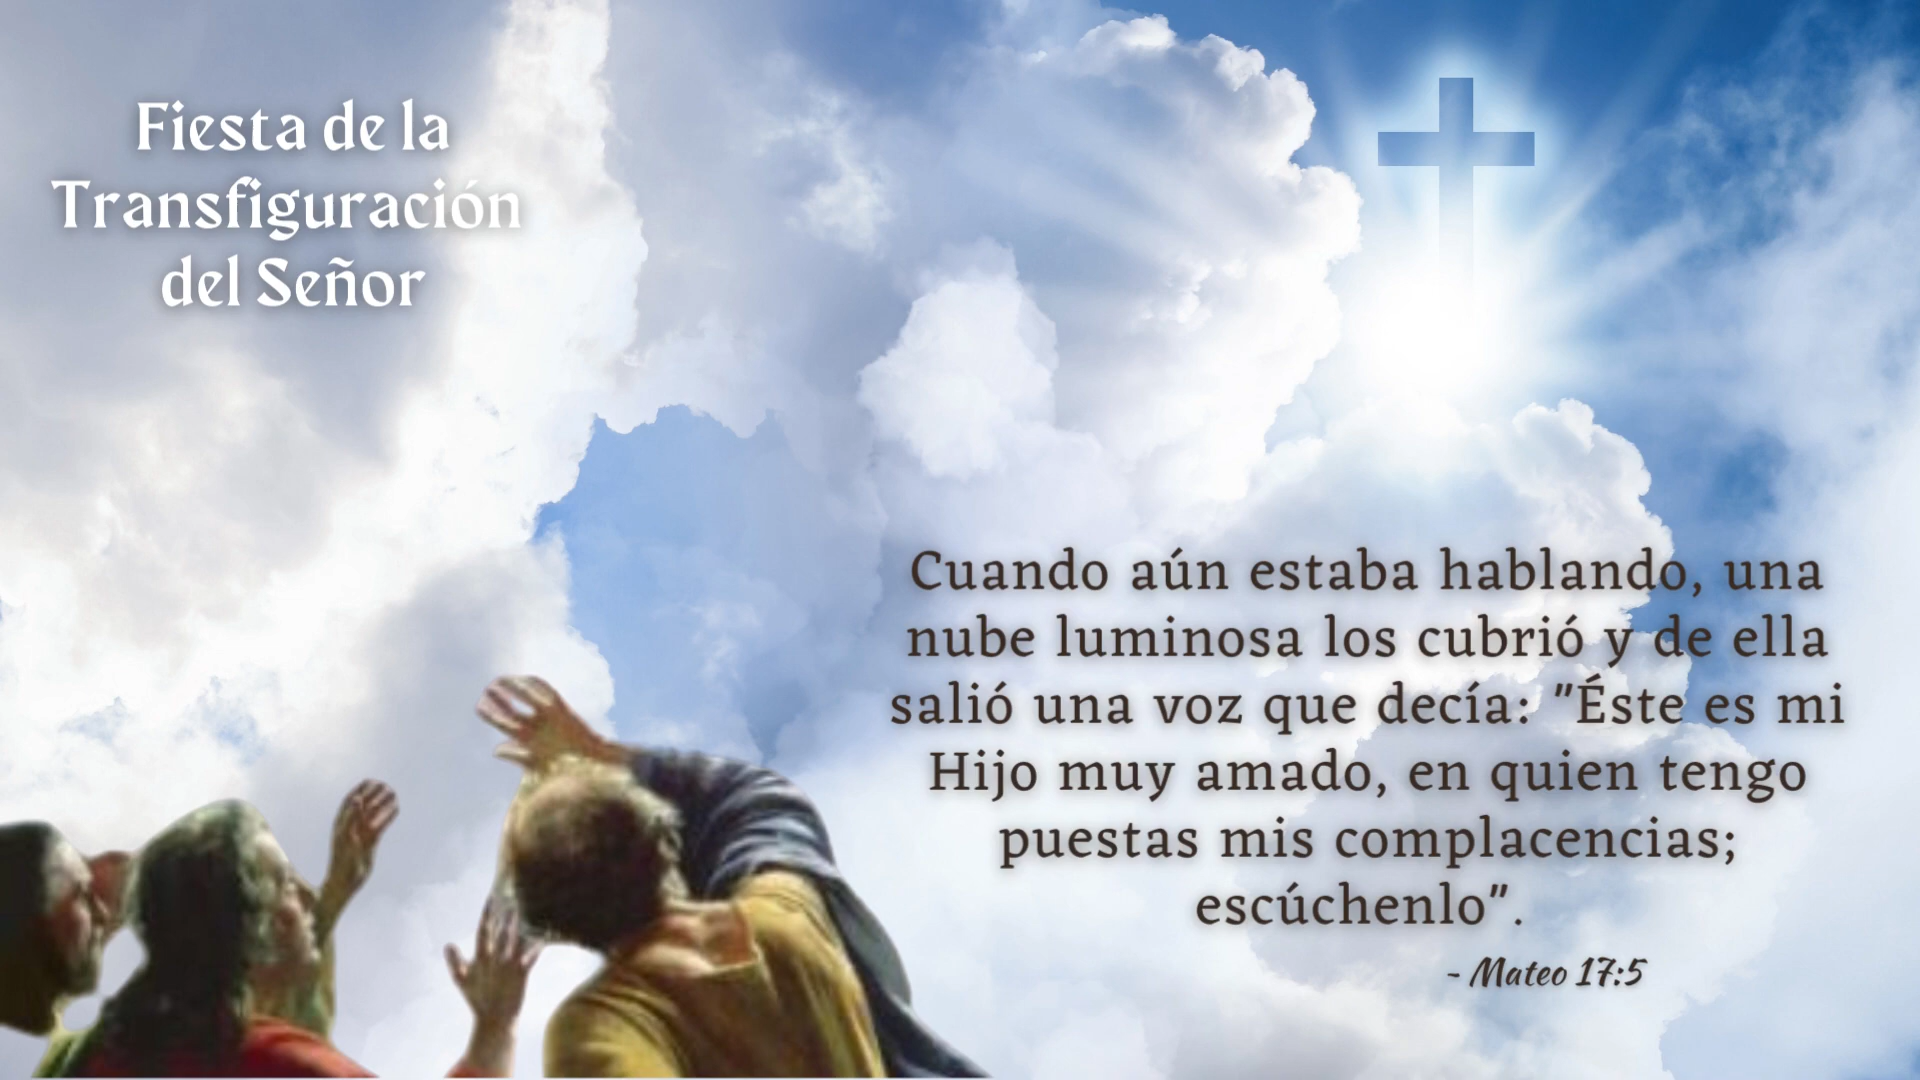 Fiesta de la
Transfiguración
del Señor
Cuando aún estaba hablando, una
nube luminosa los cubrió y de ella
salió una voz que decía: "Éste es mi
Hijo muy amado, en quien tengo
puestas mis complacencias;
escúchenlo".
- Mateo 17:5